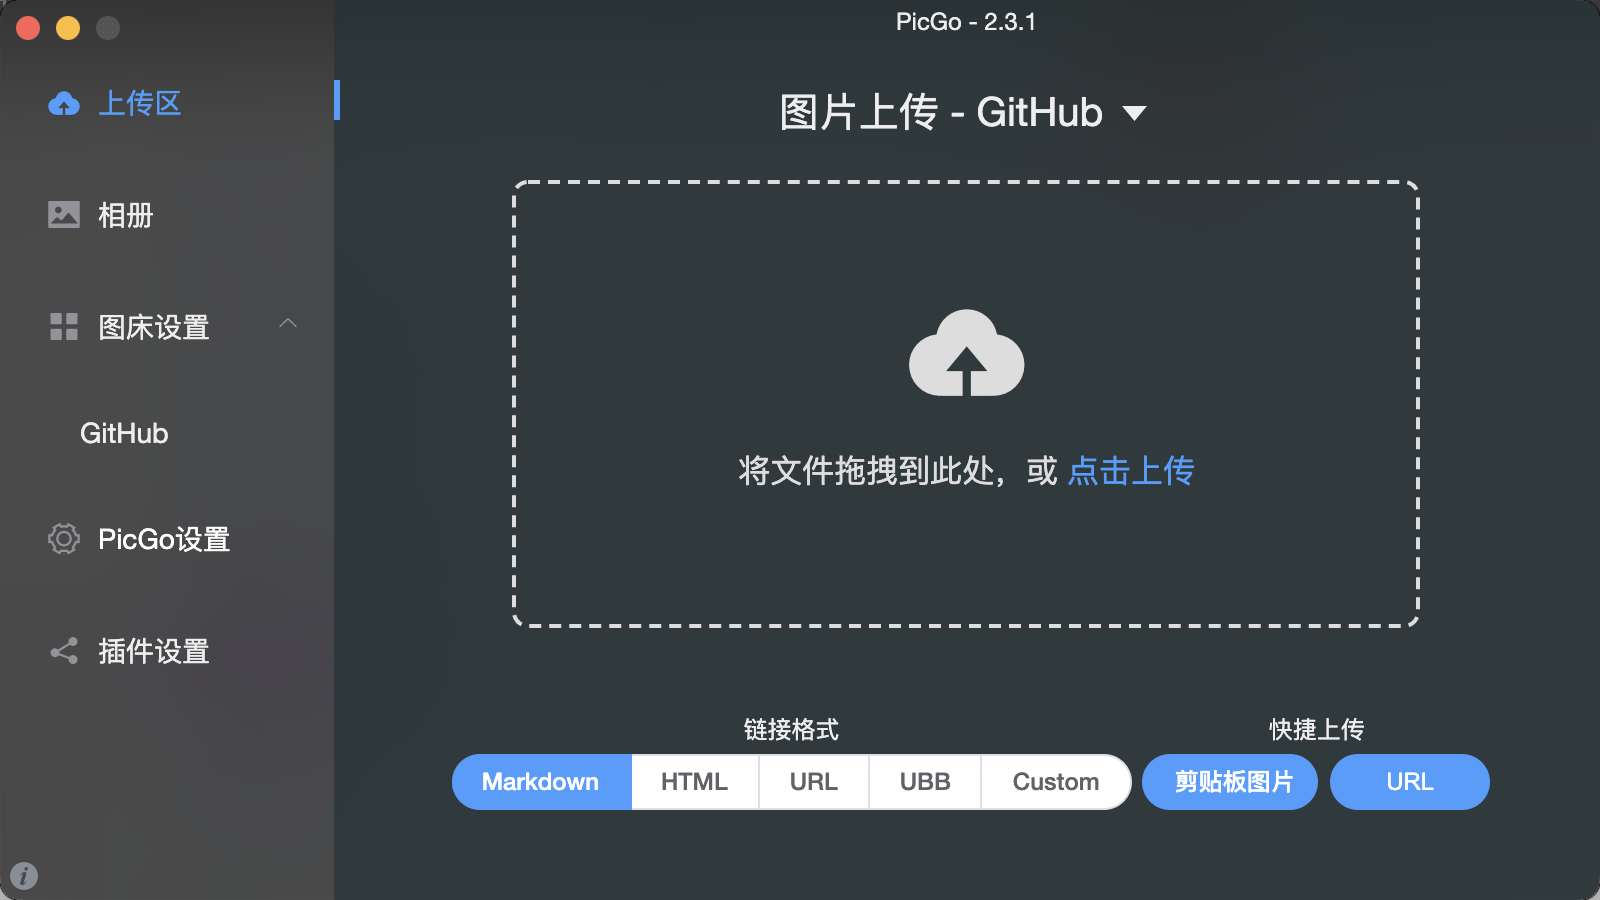 PicGo - 2.3.1
上传区
相册
图床设置
GitHub
PicGo设置
插件设置
图片上传 - GitHub
将文件拖拽到此处，或 点击上传
链接格式
Markdown HTML URL UBB Custom
快捷上传
剪贴板图片 URL
i